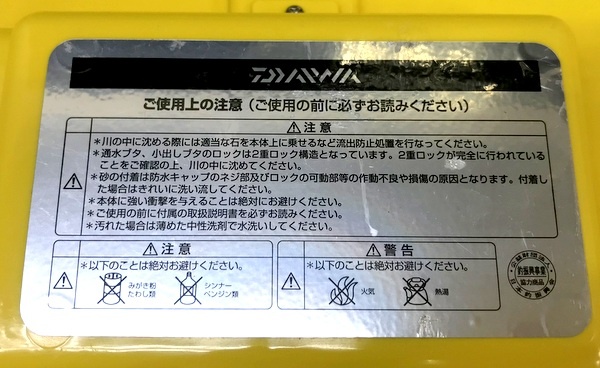 DAIWA
ご使用上の注意（ご使用の前に必ずお読みください）
⚠注意
＊川の中に沈める際には適当な石を本体上に乗せるなど流出防止処置を行なってください。
＊通水ブタ、小出しブタのロックは2重ロック構造となっています。2重ロックが完全に行われている
ことをご確認の上、川の中に沈めてください。
＊砂の付着は防水キャップのネジ部及びロックの可動部等の作動不良や損傷の原因となります。付着し
た場合はきれいに洗い流してください。
＊本体に強い衝撃を与えることは絶対にお避けください。
＊ご使用の前に付属の取扱説明書を必ずお読みください。
＊汚れた場合は薄めた中性洗剤で水洗いしてください。
⚠注意
＊以下のことは絶対お避けください。
みがき粉
たわし類
シンナー
ベンジン類
⚠警告
＊以下のことは絶対お避けください。
火気
熱湯
釣振興事業
協力商品